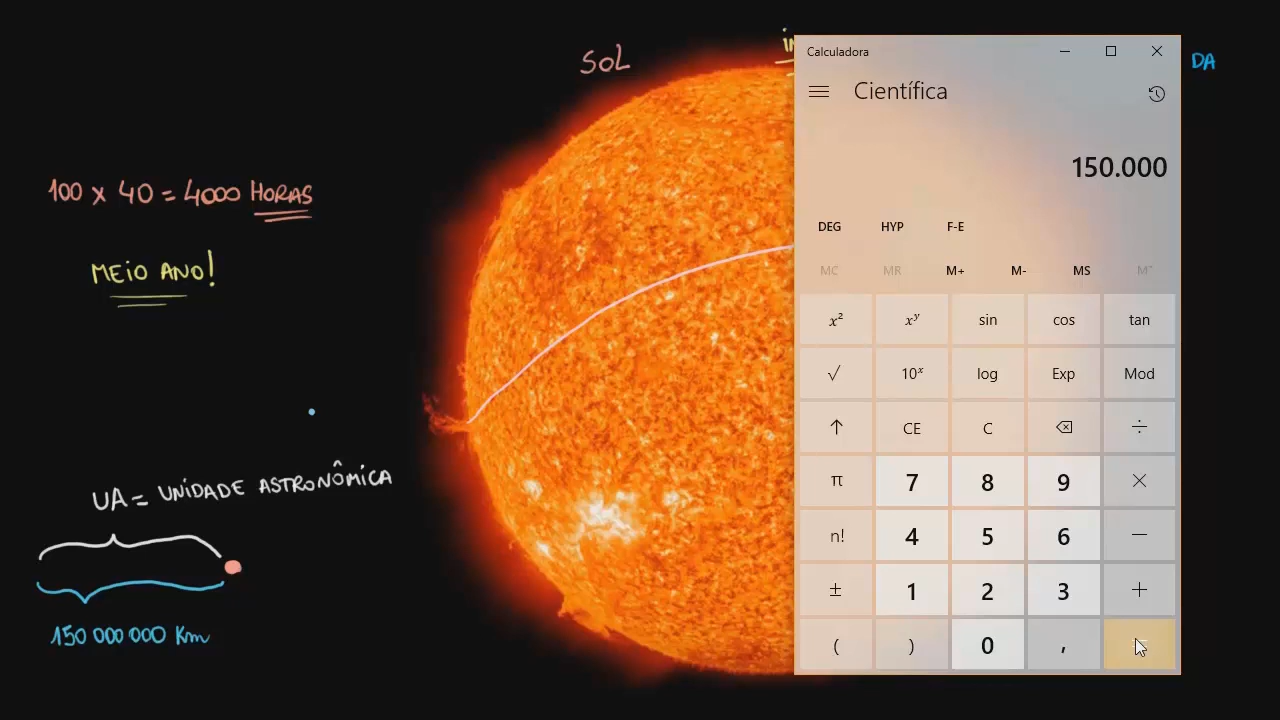 SOL
DA
100 x 40 = 4000 HORAS
MEIO ANO!
UA = UNIDADE ASTRONÔMICA
150 000 000 Km
Calculadora
Científica
150.000
DEG HYP F-E
MC MR M+ M- MS M˅
x² xʸ sin cos tan
√ 10ˣ log Exp Mod
↑ CE C ⌫ ÷
π 7 8 9 ×
n! 4 5 6 −
± 1 2 3 +
( ) 0 , =